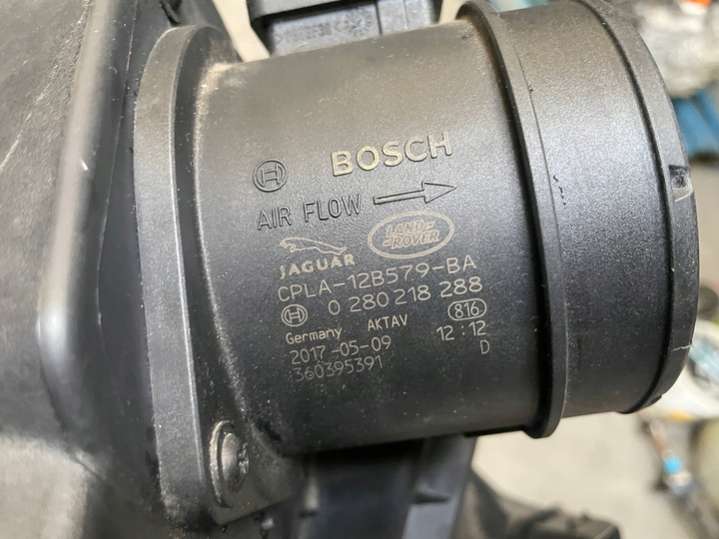 BOSCH
AIR FLOW
LAND
ROVER
JAGUAR
CPLA-12B579-BA
0 280 218 288
816
Germany AKTAV 12:12
2017-05-09 D
360395391